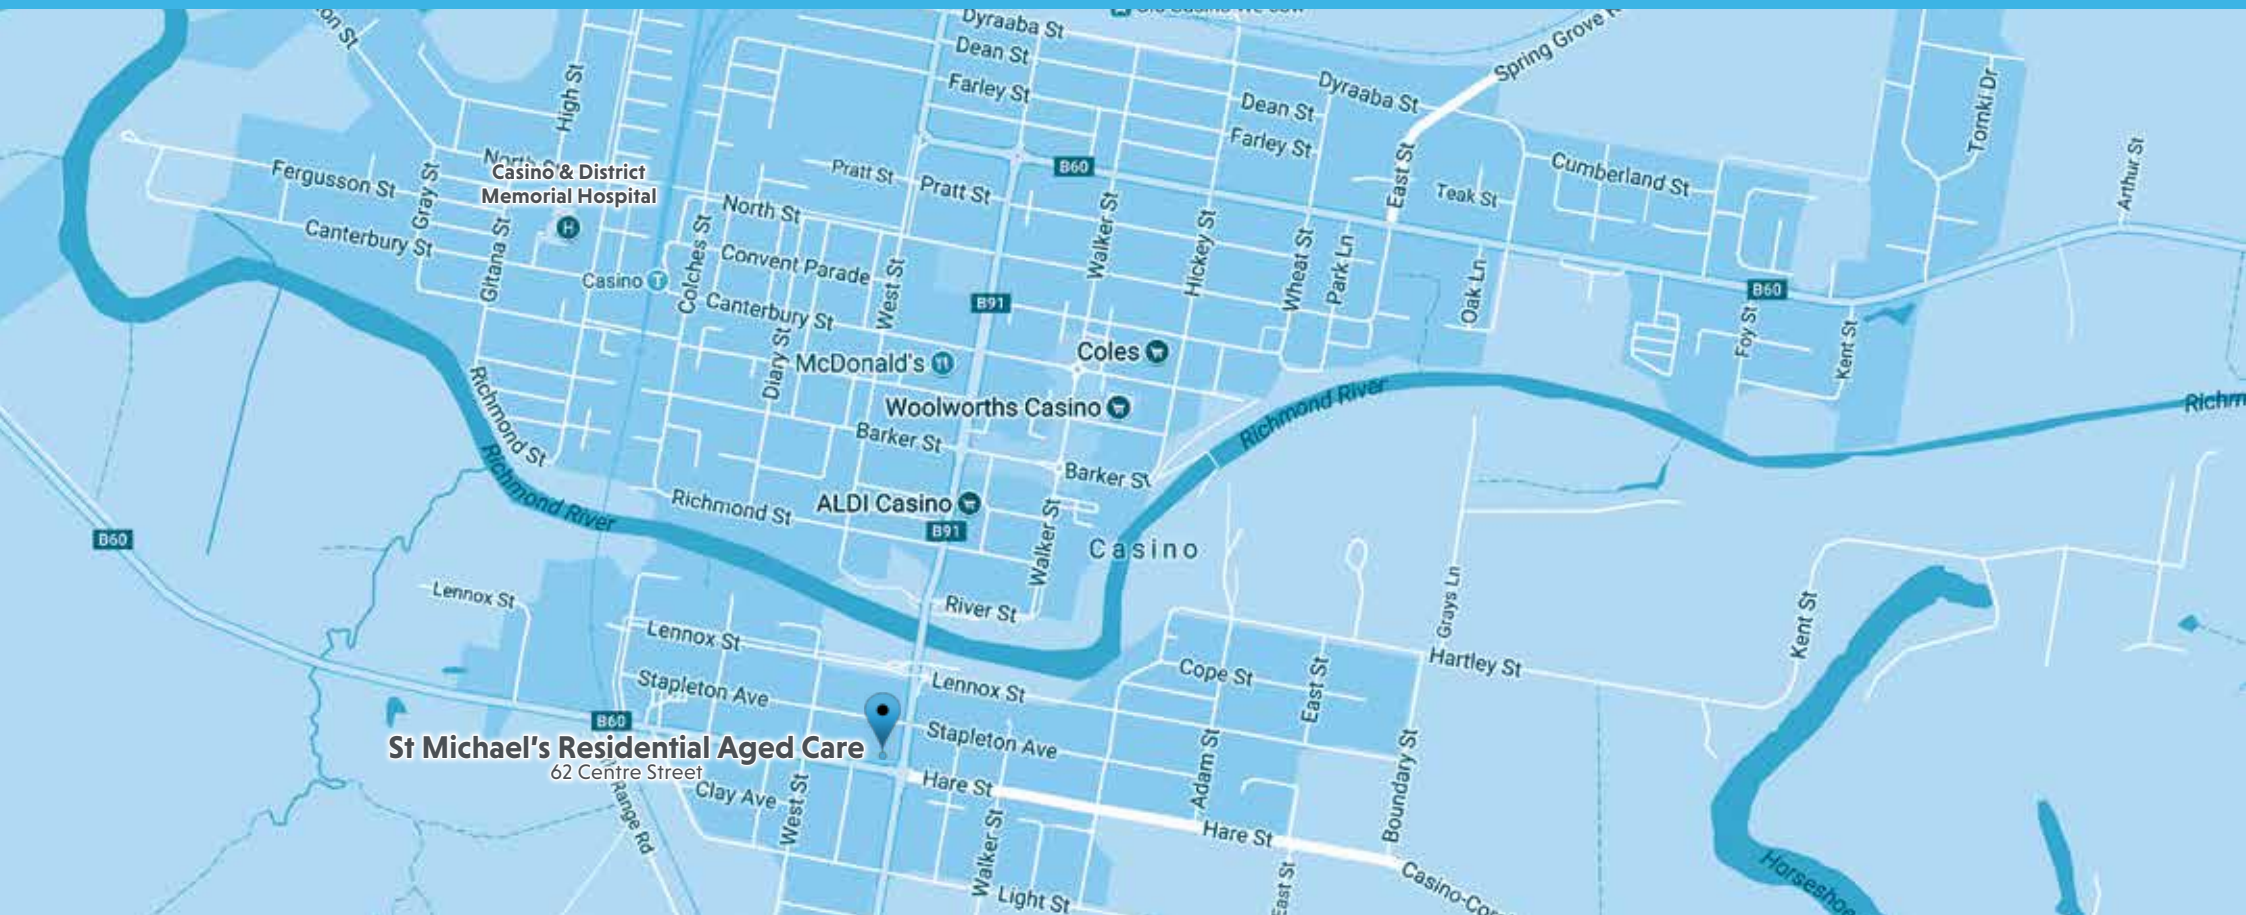 Dyraaba St
Dean St
Farley St
Spring Grove
Dyraaba St
Dean St
Farley St
Tomki Dr
High St
North St
Casino & District
Memorial Hospital
H
Fergusson St
Gray St
Canterbury St
Gitana St
Casino
Colches St
North St
Convent Parade
Canterbury St
West St
Pratt St
Pratt St
B60
Walker St
Hickey St
Wheat St
Park Ln
East St
Teak St
Cumberland St
Arthur St
Oak Ln
B60
Foy St
Kent St
B91
Diary St
McDonald's
Coles
Woolworths Casino
Barker St
Barker St
Richmond River
Richmond St
Richmond River
Richmond St
ALDI Casino
B91
Walker St
Casino
B60
Lennox St
River St
Lennox St
Lennox St
Stapleton Ave
Stapleton Ave
Cope St
East St
Grays Ln
Hartley St
Kent St
B60
St Michael's Residential Aged Care
62 Centre Street
Clay Ave
West St
Range Rd
Hare St
Adam St
Hare St
Boundary St
Walker St
Light St
East St